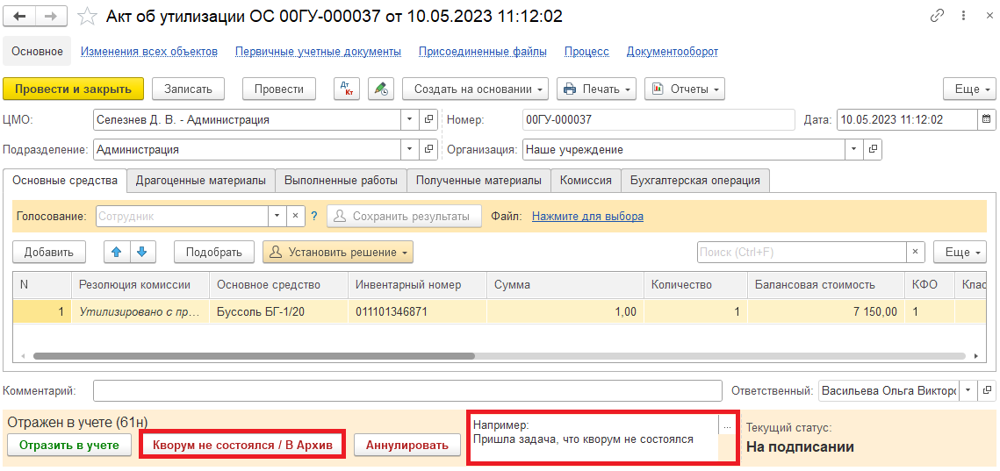 Акт об утилизации ОС 00ГУ-000037 от 10.05.2023 11:12:02
Основное Изменения всех объектов Первичные учетные документы Присоединенные файлы Процесс Документооборот
Провести и закрыть Записать Провести Дт Кт Создать на основании Печать Отчеты Еще
ЦМО: Селезнев Д. В. - Администрация Номер: 00ГУ-000037 Дата: 10.05.2023 11:12:02
Подразделение: Администрация Организация: Наше учреждение
Основные средства Драгоценные материалы Выполненные работы Полученные материалы Комиссия Бухгалтерская операция
Голосование: Сотрудник ? Сохранить результаты Файл: Нажмите для выбора
Добавить Подобрать Установить решение Поиск (Ctrl+F) × Еще
N Резолюция комиссии Основное средство Инвентарный номер Сумма Количество Балансовая стоимость КФО Клас
1 Утилизировано с пр... Буссоль БГ-1/20 011101346871 1,00 1 7 150,00 1
Комментарий: Ответственный: Васильева Ольга Викторо
Отражен в учете (61н)
Отразить в учете Кворум не состоялся / В Архив Аннулировать
Например: ...
Пришла задача, что кворум не состоялся
Текущий статус:
На подписании